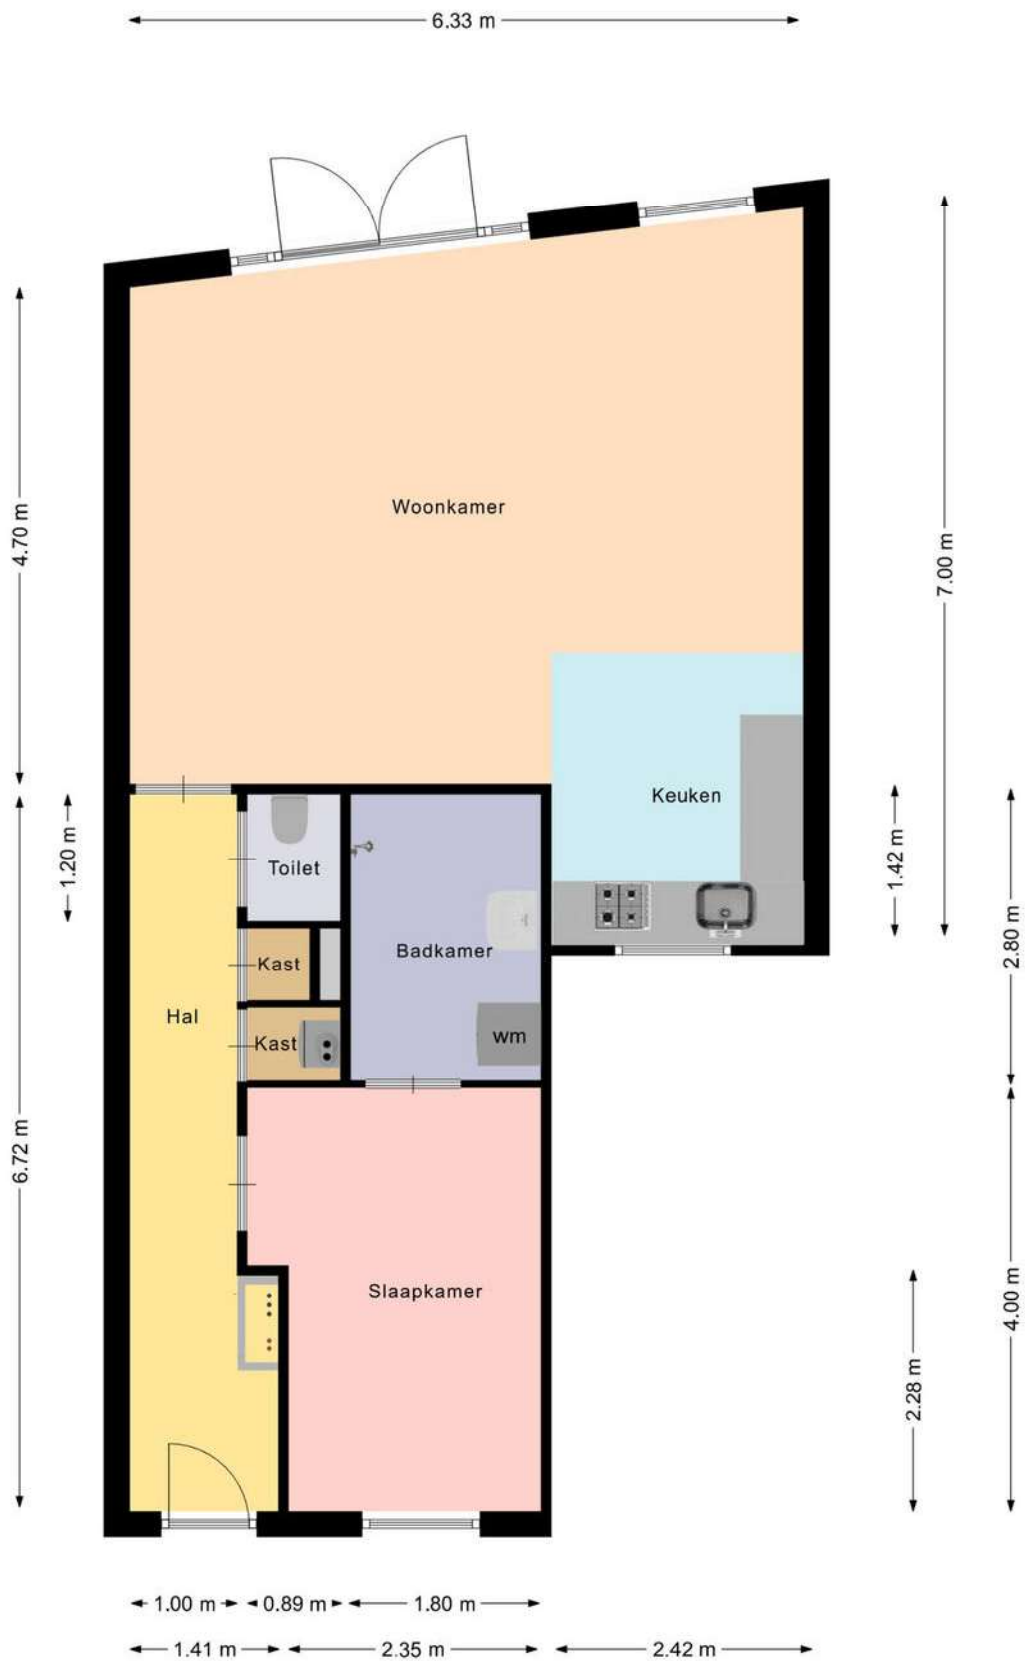 6.33 m
4.70 m
Woonkamer
7.00 m
Keuken
1.20 m
1.42 m
Toilet
2.80 m
Badkamer
Kast
Hal
Kast
wm
6.72 m
Slaapkamer
4.00 m
2.28 m
1.00 m
0.89 m
1.80 m
1.41 m
2.35 m
2.42 m